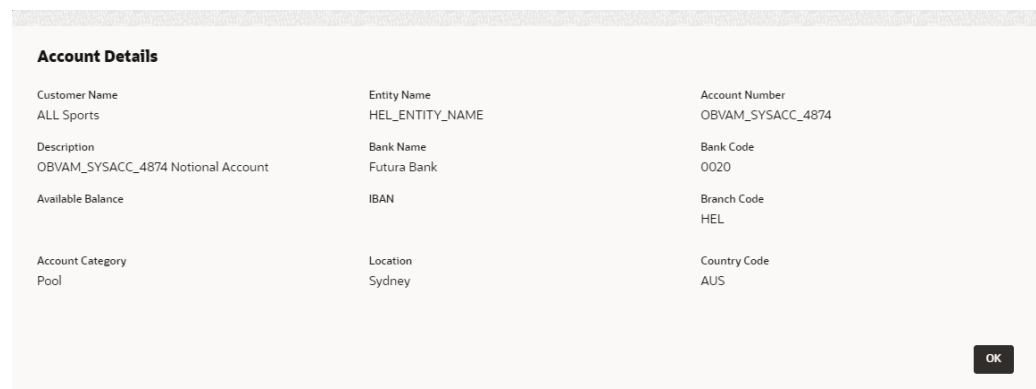 Account Details
Customer Name
ALL Sports
Entity Name
HEL_ENTITY_NAME
Account Number
OBVAM_SYSACC_4874
Description
OBVAM_SYSACC_4874 Notional Account
Bank Name
Futura Bank
Bank Code
0020
Available Balance
IBAN
Branch Code
HEL
Account Category
Pool
Location
Sydney
Country Code
AUS
OK